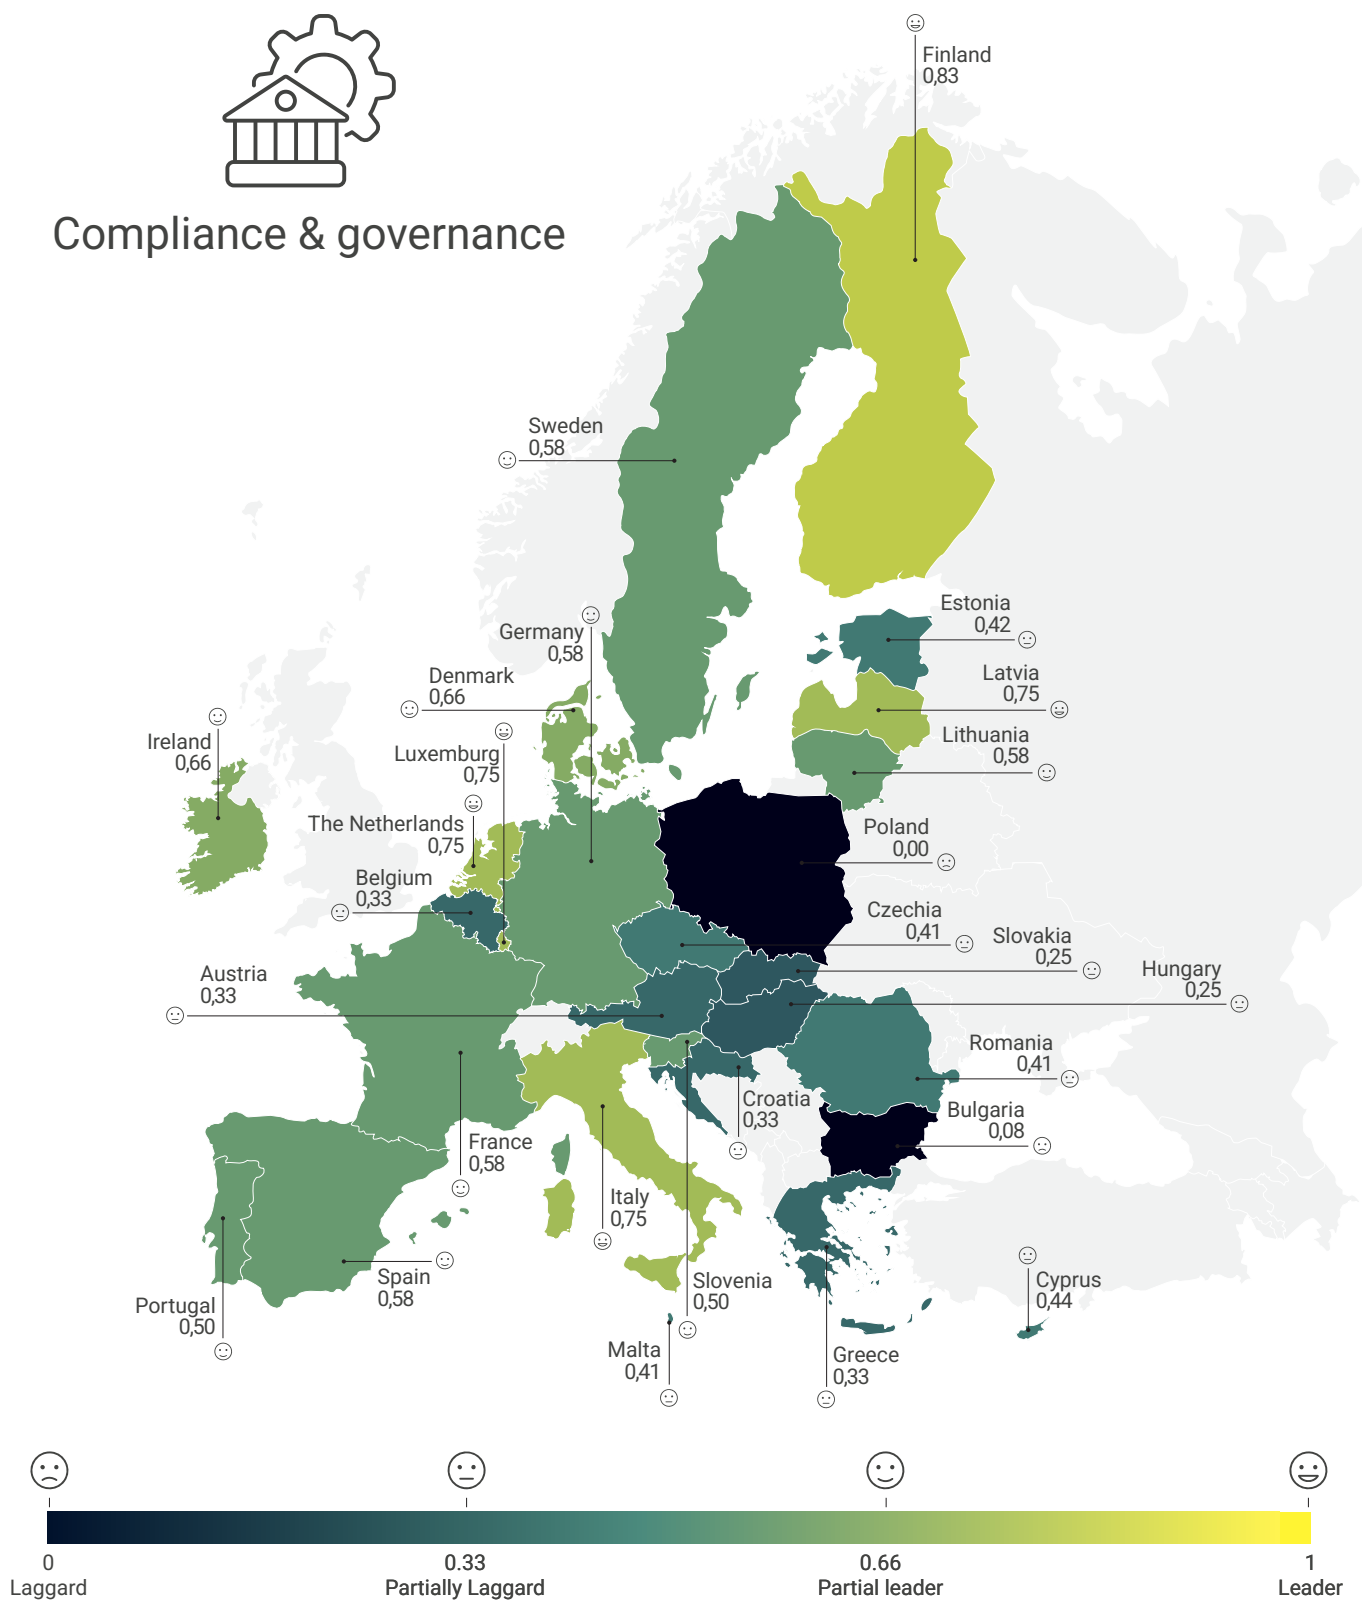 Compliance & governance
Finland
0,83
Sweden
0,58
Estonia
0,42
Germany
0,58
Latvia
0,75
Denmark
0,66
Lithuania
0,58
Ireland
0,66
Luxemburg
0,75
The Netherlands
0,75
Poland
0,00
Belgium
0,33
Czechia
0,41
Slovakia
0,25
Hungary
0,25
Austria
0,33
Romania
0,41
Croatia
0,33
Bulgaria
0,08
France
0,58
Italy
0,75
Spain
0,58
Slovenia
0,50
Cyprus
0,44
Portugal
0,50
Malta
0,41
Greece
0,33
0
0.33
0.66
1
Laggard
Partially Laggard
Partial leader
Leader